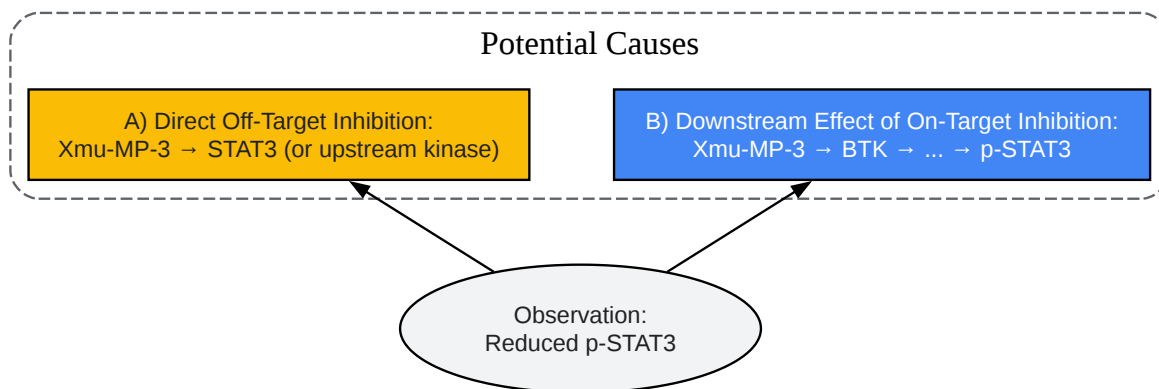 Potential Causes
A) Direct Off-Target Inhibition:
Xmu-MP-3 → STAT3 (or upstream kinase)
B) Downstream Effect of On-Target Inhibition:
Xmu-MP-3 → BTK → ... → p-STAT3
Observation:
Reduced p-STAT3